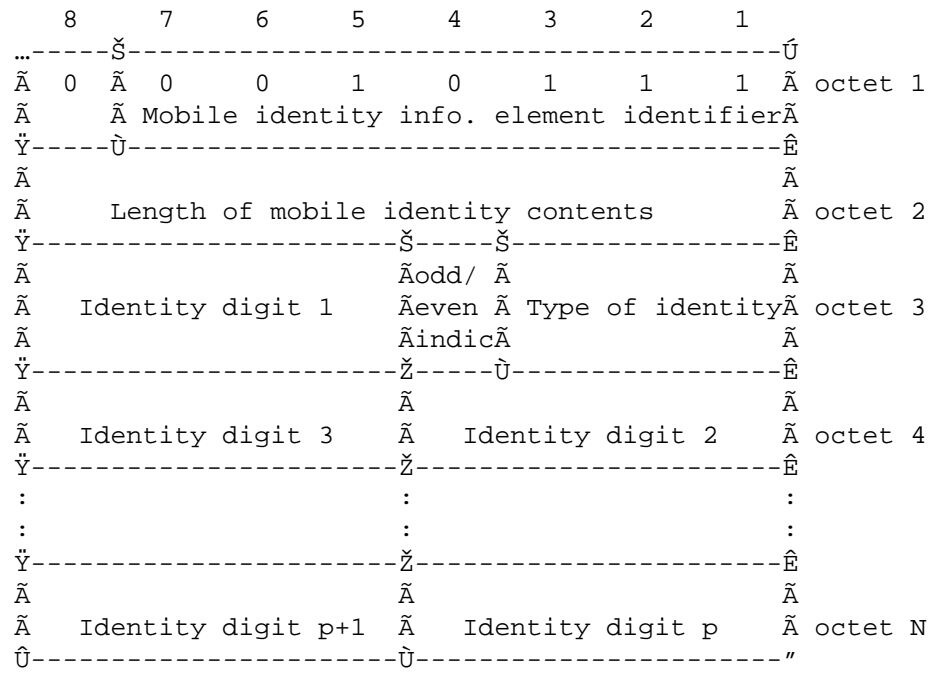 8     7     6     5     4     3     2     1
…-----Š-----------------------------------------Ú
Ã  0  Ã  0     0     1     0     1     1     1  Ã octet 1
Ã     Ã Mobile identity info. element identifierÃ
Ÿ-----Ù-----------------------------------------Ê
Ã                                               Ã
Ã     Length of mobile identity contents        Ã octet 2
Ÿ-----------------------Š-----Š-----------------Ê
Ã                       Ãodd/ Ã                 Ã
Ã   Identity digit 1    Ãeven Ã Type of identityÃ octet 3
Ã                       ÃindicÃ                 Ã
Ÿ-----------------------Ž-----Ù-----------------Ê
Ã                       Ã                       Ã
Ã   Identity digit 3    Ã   Identity digit 2    Ã octet 4
Ÿ-----------------------Ž-----------------------Ê
:                       :                       :
:                       :                       :
Ÿ-----------------------Ž-----------------------Ê
Ã                       Ã                       Ã
Ã   Identity digit p+1  Ã   Identity digit p    Ã octet N
Û-----------------------Ù-----------------------″